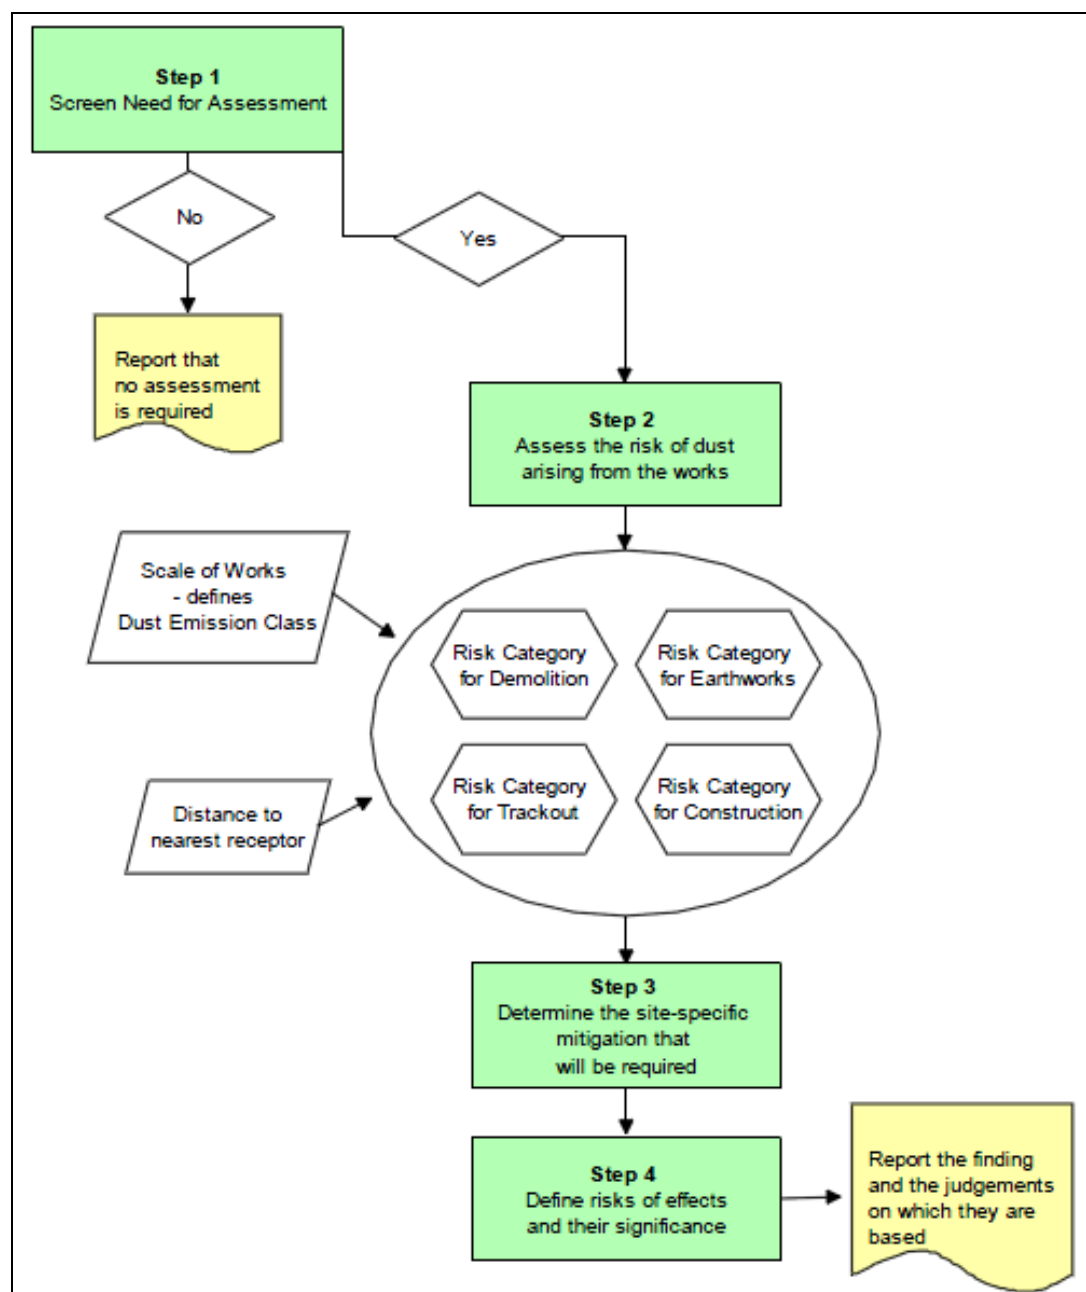 Step 1
Screen Need for Assessment
No
Yes
Report that
no assessment
is required
Step 2
Assess the risk of dust
arising from the works
Scale of Works
- defines
Dust Emission Class
Risk Category
for Demolition
Risk Category
for Earthworks
Distance to
nearest receptor
Risk Category
for Trackout
Risk Category
for Construction
Step 3
Determine the site-specific
mitigation that
will be required
Step 4
Define risks of effects
and their significance
Report the finding
and the judgements
on which they are
based